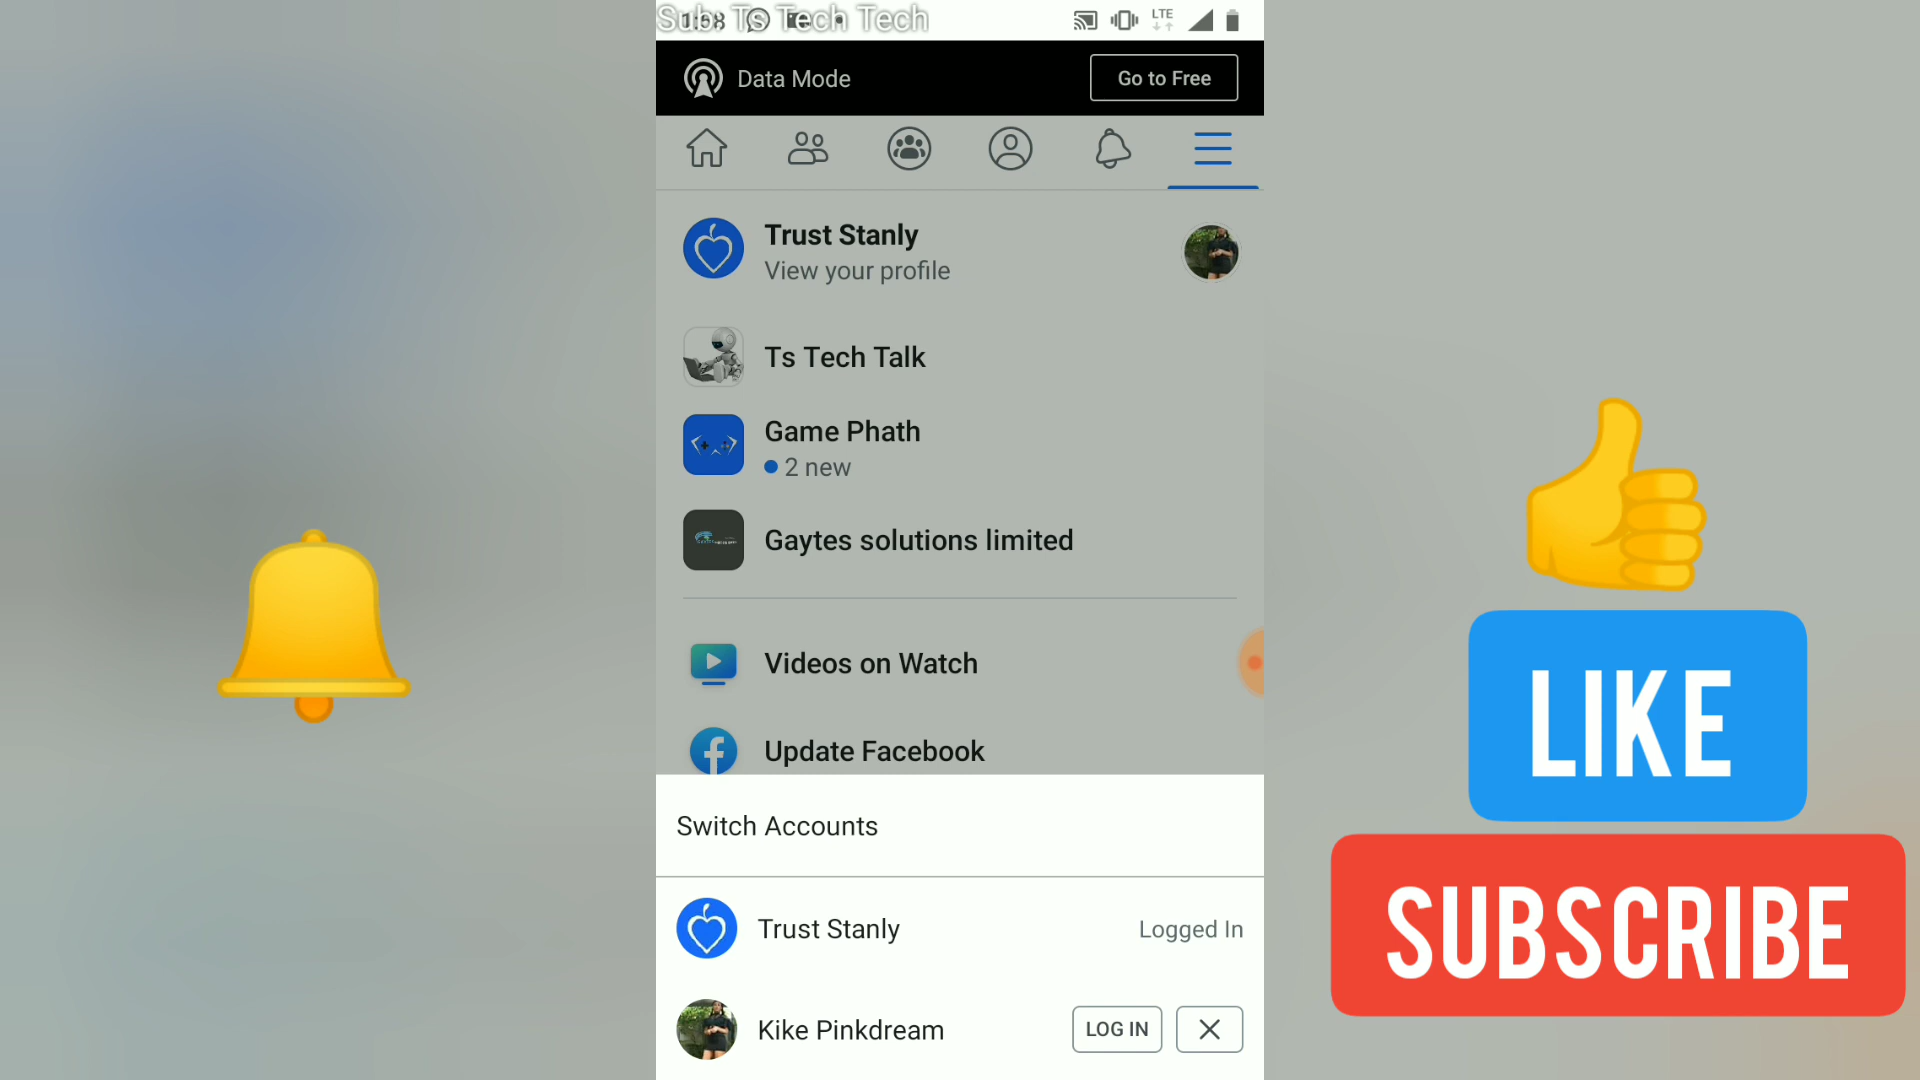 Sub: Ts Tech Tech
LTE
Data Mode
Go to Free
Trust Stanly
View your profile
Ts Tech Talk
Game Phath
2 new
Gaytes solutions limited
Videos on Watch
Update Facebook
Switch Accounts
Trust Stanly
Logged In
Kike Pinkdream
LOG IN
LIKE
SUBSCRIBE